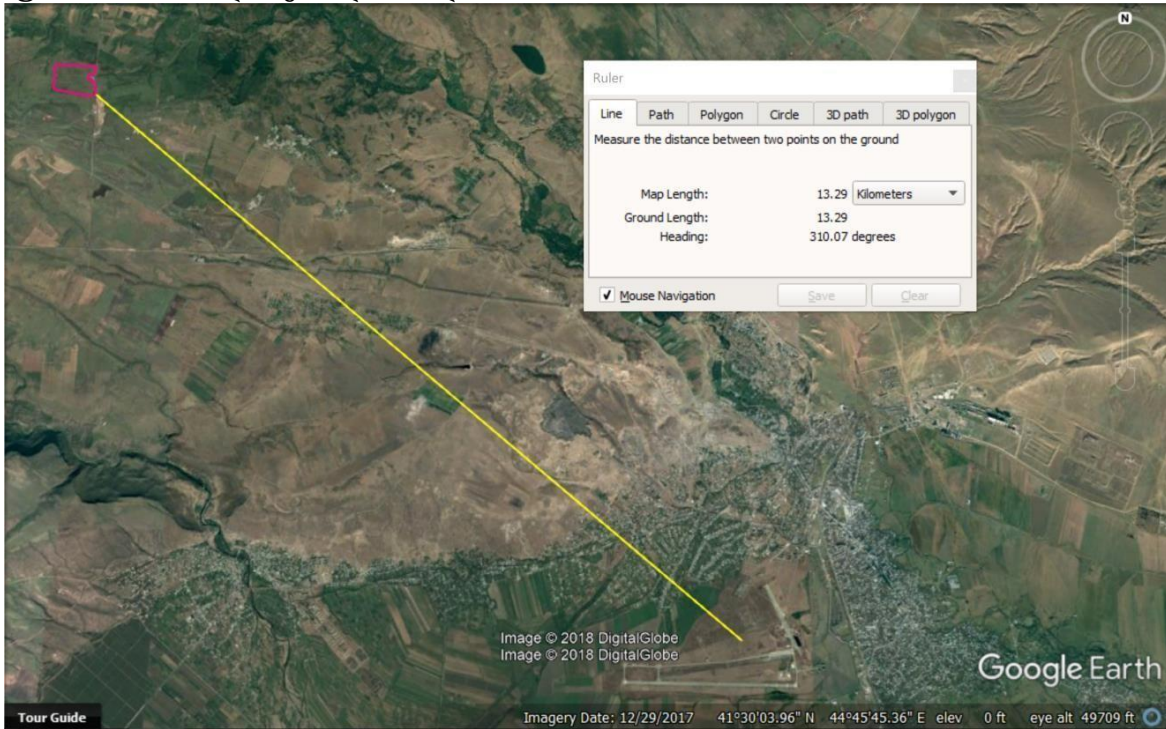 N
Ruler
Line Path Polygon Circle 3D path 3D polygon
Measure the distance between two points on the ground
Map Length: 13.29 Kilometers
Ground Length: 13.29
Heading: 310.07 degrees
Mouse Navigation Save Clear
Image © 2018 DigitalGlobe
Image © 2018 DigitalGlobe
Google Earth
Tour Guide Imagery Date: 12/29/2017 41°30'03.96" N 44°45'45.36" E elev 0 ft eye alt 49709 ft